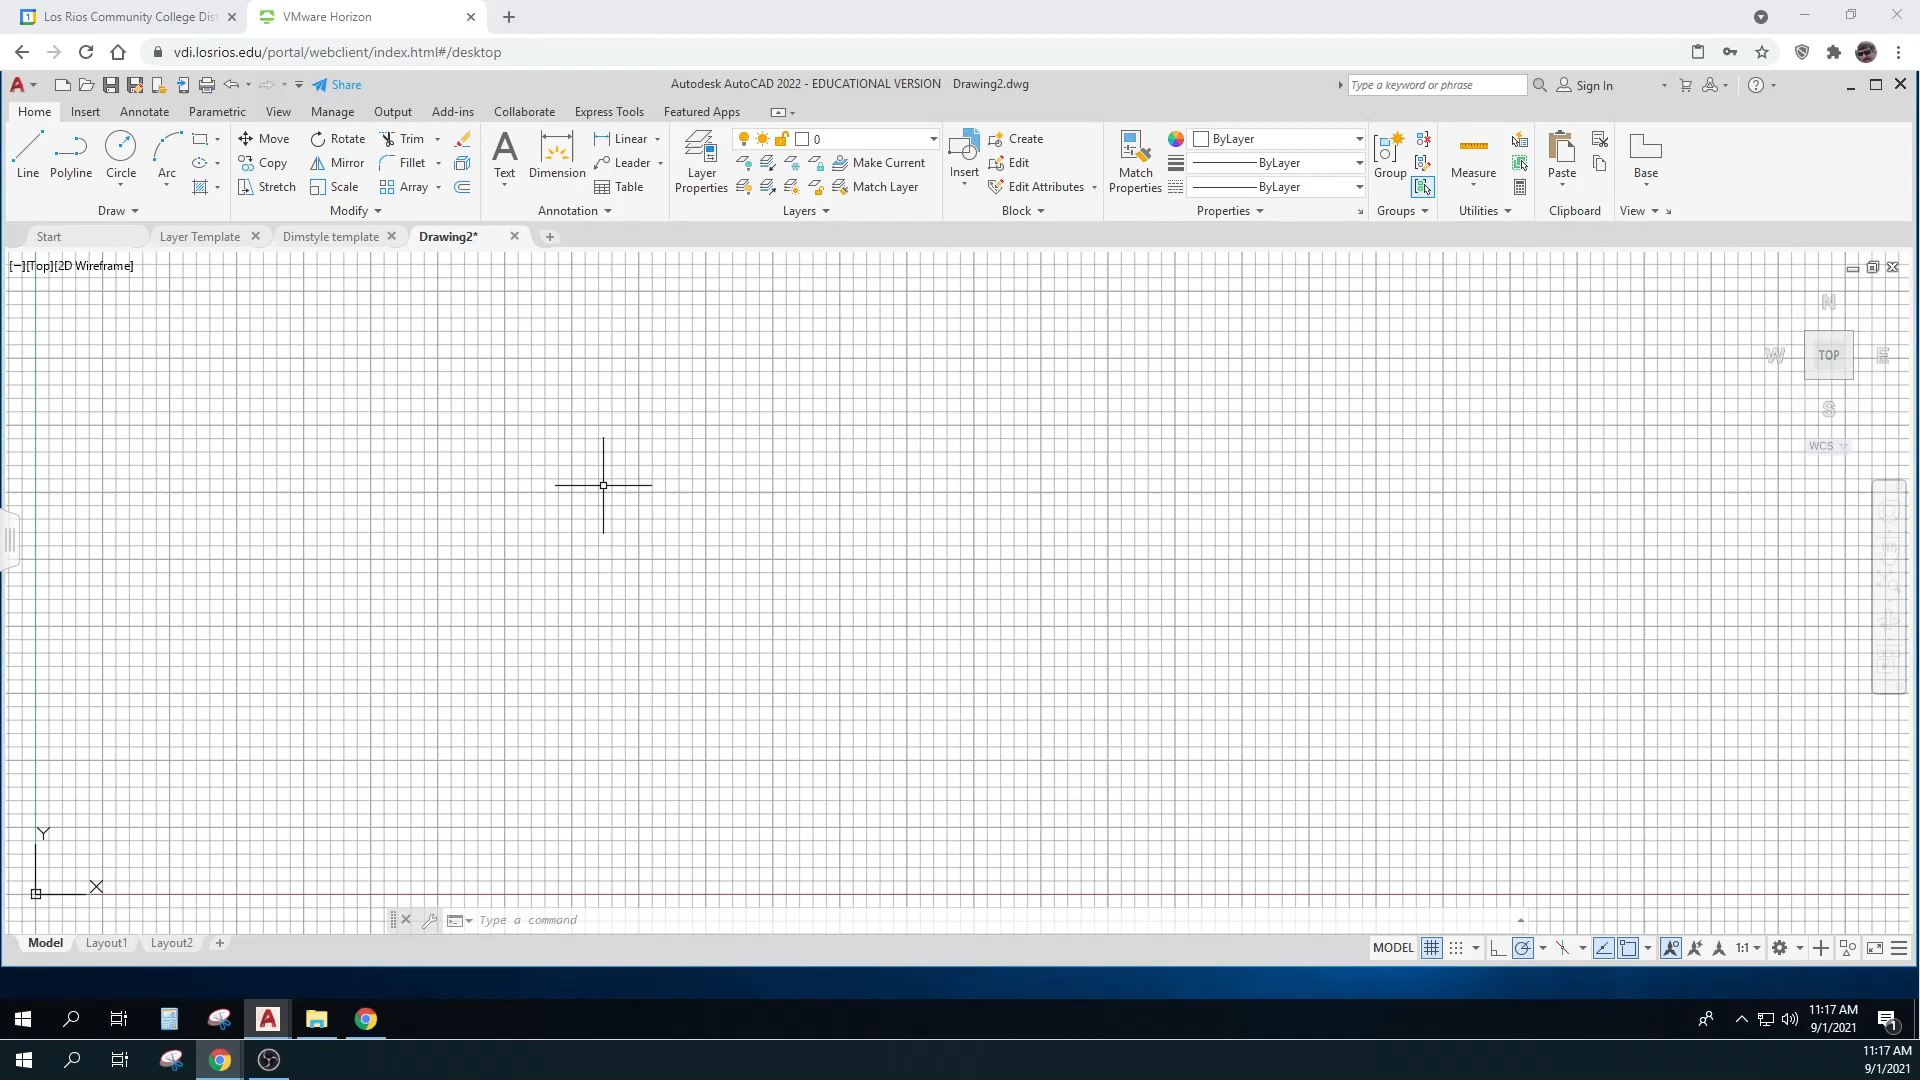 Los Rios Community College Dist
VMware Horizon
vdi.losrios.edu/portal/webclient/index.html#/desktop
Share
Autodesk AutoCAD 2022 - EDUCATIONAL VERSION Drawing2.dwg
Type a keyword or phrase
Sign In
Home Insert Annotate Parametric View Manage Output Add-ins Collaborate Express Tools Featured Apps
Line Polyline Circle Arc
Move Rotate Trim
Copy Mirror Fillet
Stretch Scale Array
Text Dimension
Linear
Leader
Table
Layer Properties
0
Make Current
Match Layer
Insert
Create
Edit
Edit Attributes
Match Properties
ByLayer
ByLayer
ByLayer
Group
Measure
Paste
Base
Draw Modify Annotation Layers Block Properties Groups Utilities Clipboard View
Start Layer Template Dimstyle template Drawing2*
[−][Top][2D Wireframe]
N
W TOP E
S
WCS
Y
X
Type a command
Model Layout1 Layout2
MODEL 1:1
11:17 AM
9/1/2021
1
11:17 AM
9/1/2021